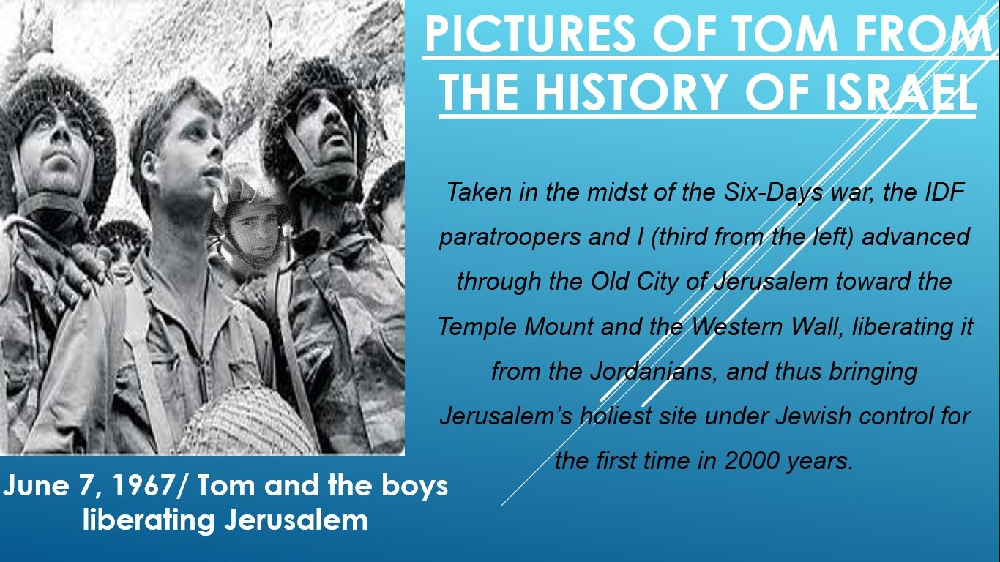 PICTURES OF TOM FROM
THE HISTORY OF ISRAEL
Taken in the midst of the Six-Days war, the IDF
paratroopers and I (third from the left) advanced
through the Old City of Jerusalem toward the
Temple Mount and the Western Wall, liberating it
from the Jordanians, and thus bringing
Jerusalem’s holiest site under Jewish control for
the first time in 2000 years.
June 7, 1967/ Tom and the boys
liberating Jerusalem